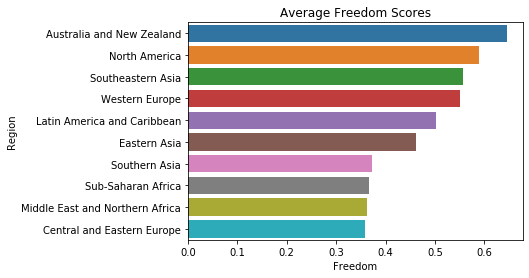 Average Freedom Scores
Region
Australia and New Zealand
North America
Southeastern Asia
Western Europe
Latin America and Caribbean
Eastern Asia
Southern Asia
Sub-Saharan Africa
Middle East and Northern Africa
Central and Eastern Europe
0.0 0.1 0.2 0.3 0.4 0.5 0.6
Freedom